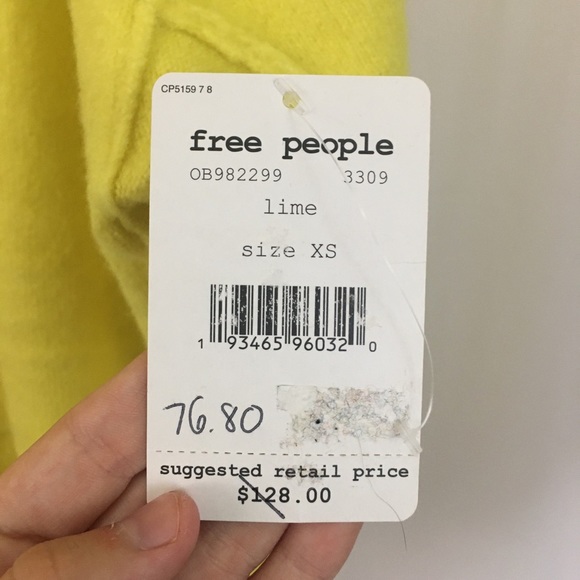 CP5159 7 8
free people
OB982299 3309
lime
size XS
1 93465 96032 0
76.80
suggested retail price
$128.00